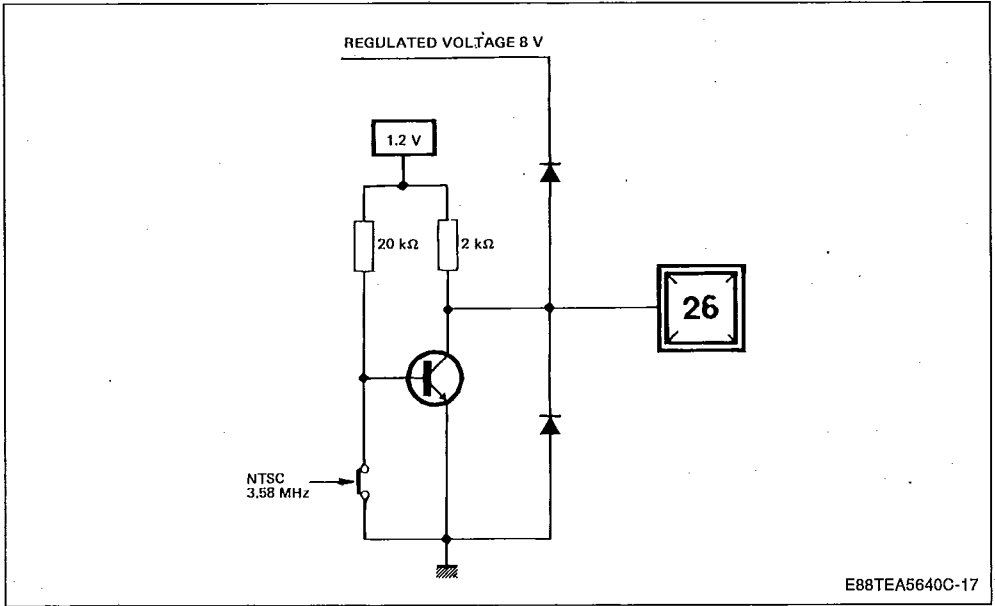 REGULATED VOLTAGE 8 V
1.2 V
20 kΩ
2 kΩ
26
NTSC
3.58 MHz
E88TEA5640C-17